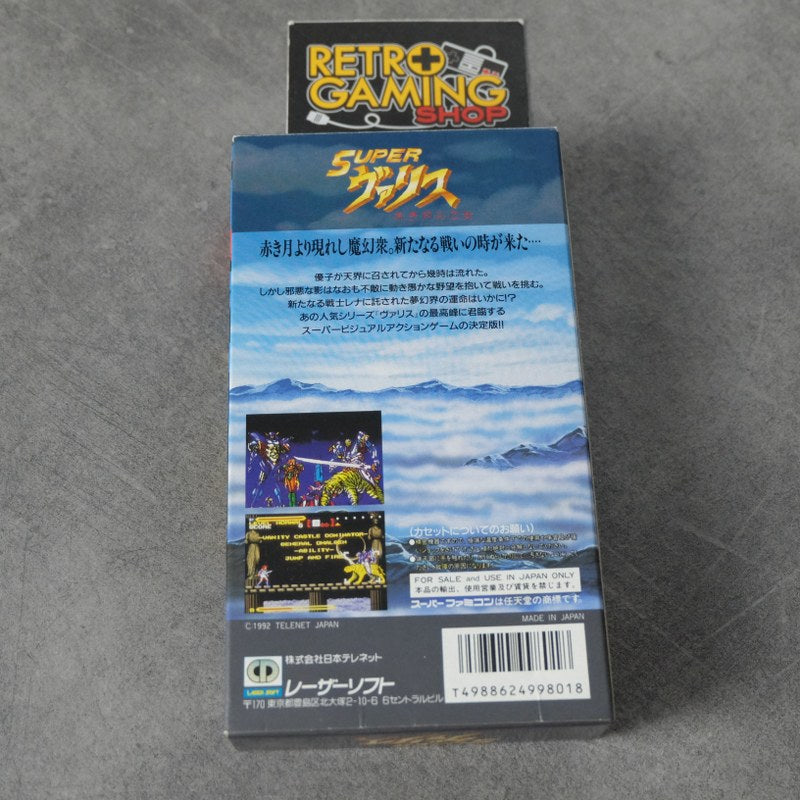 RETRO
GAMING
SHOP
SUPER
ヴァリス
赤き月より現れし魔幻衆。新たなる戦いの時が来た‥‥
優子が天界に召されてから幾時は流れた。
しかし邪悪な影はなおも不敵に動き愚かな野望を抱いて戦いを挑む。
新たなる戦士レナに託された夢幻界の運命はいかに!?
あの人気シリーズ『ヴァリス』の最高峰に君臨する
スーパービジュアルアクションゲームの決定版!!
SCORE
-VANITY CASTLE DOMINATOR-
GENERAL
-ABILITY-
JUMP AND FIRE
(カセットについてのお願い)
FOR SALE and USE IN JAPAN ONLY
本品の輸出、使用営業及び賃貸を禁じます。
スーパーファミコンは任天堂の商標です。
C 1992 TELENET JAPAN
MADE IN JAPAN
株式会社日本テレネット
LASER SOFT
レーザーソフト
〒170 東京都豊島区北大塚2-10-6 6セントラルビル
T4988624998018